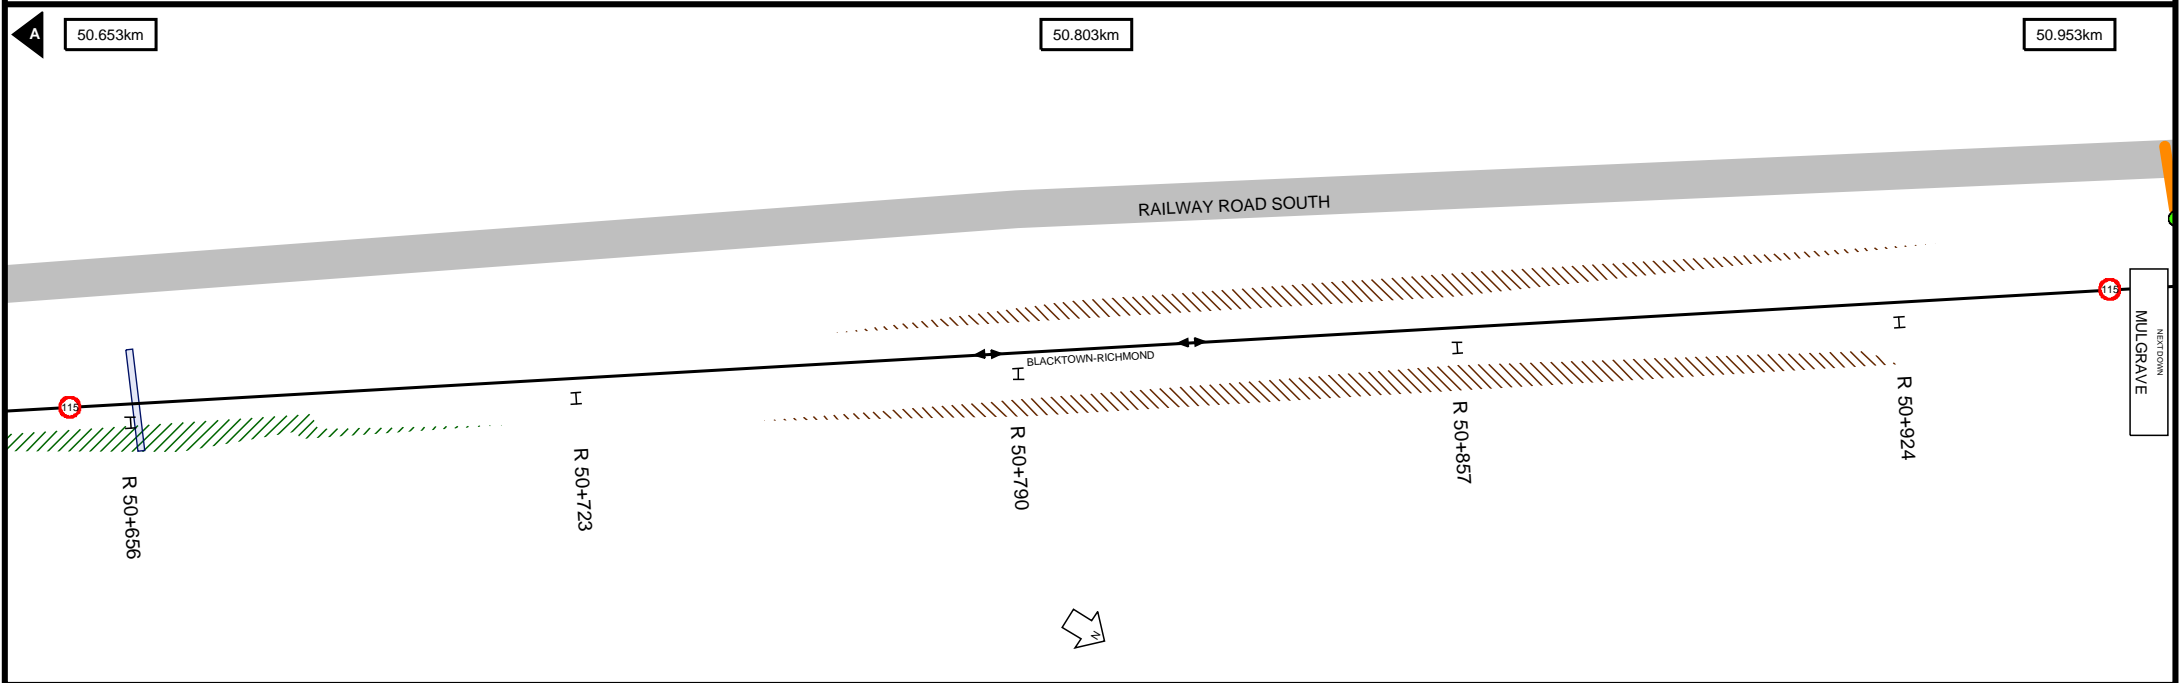 A
50.653km
50.803km
50.953km
RAILWAY ROAD SOUTH
115
BLACKTOWN-RICHMOND
115
NEXT DOWN
MULGRAVE
R 50+656
R 50+723
R 50+790
R 50+857
R 50+924
N